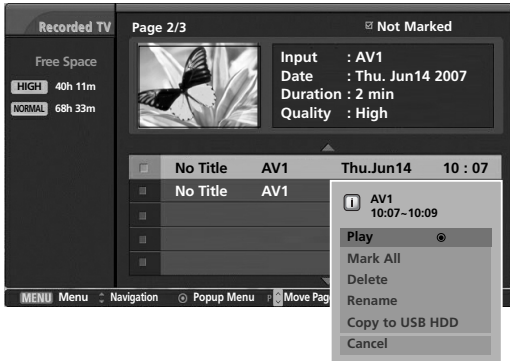 Recorded TV
Page 2/3
Not Marked
Free Space
HIGH 40h 11m
NORMAL 68h 33m
Input : AV1
Date : Thu. Jun14 2007
Duration : 2 min
Quality : High
No Title AV1 Thu.Jun14 10 : 07
No Title AV1
i AV1
10:07~10:09
Play
Mark All
Delete
Rename
Copy to USB HDD
Cancel
MENU Menu Navigation Popup Menu P Move Pag